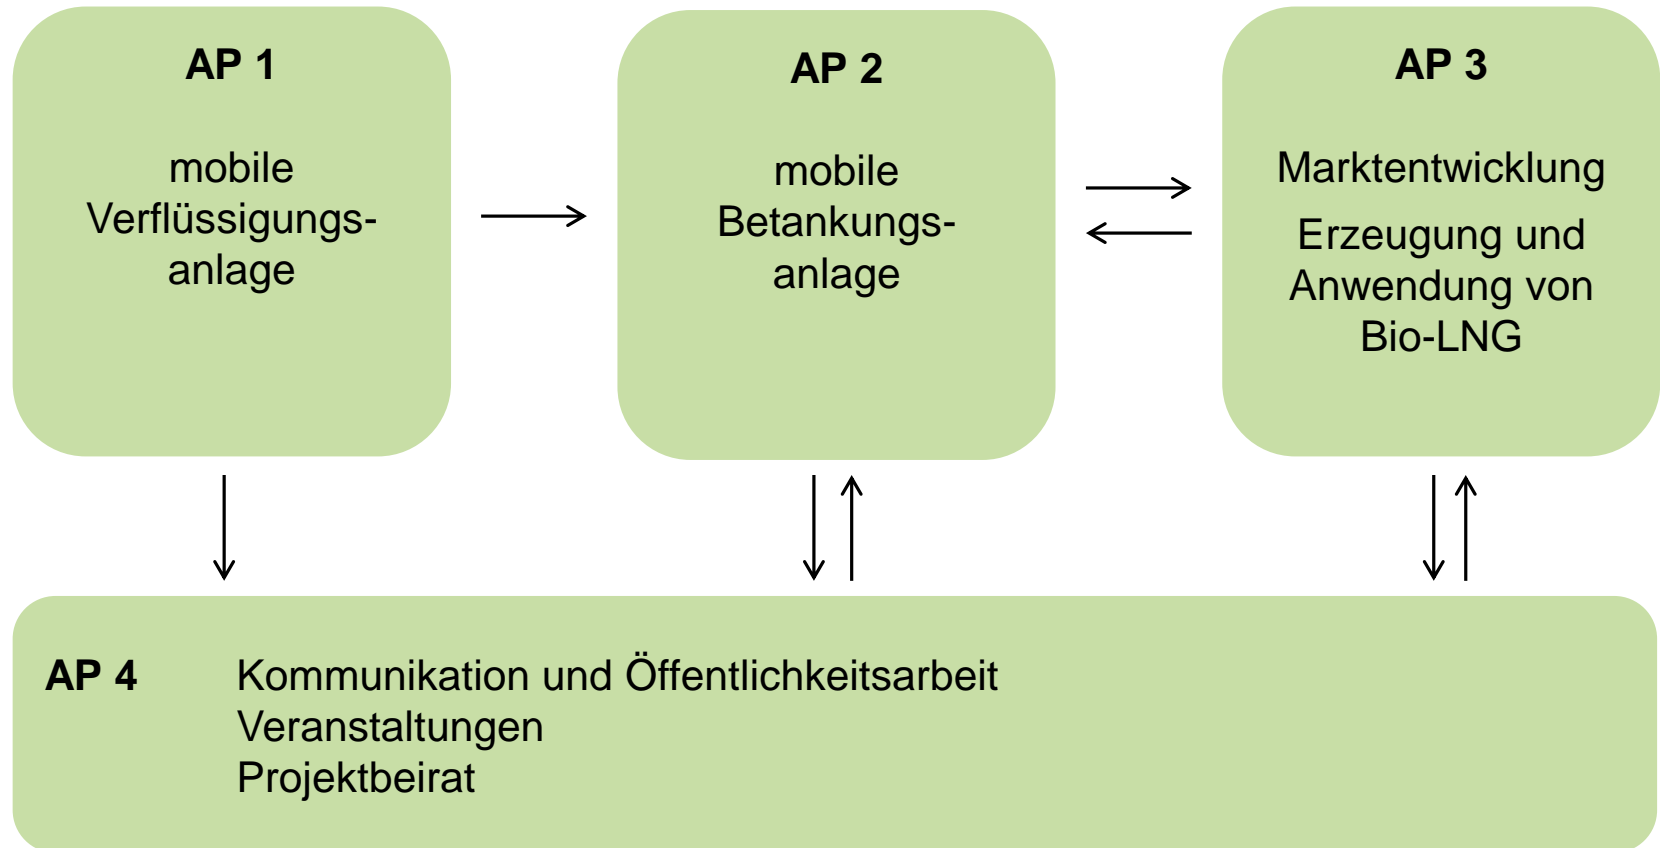 AP 1
mobile
Verflüssigungs-
anlage
AP 2
mobile
Betankungs-
anlage
AP 3
Marktentwicklung
Erzeugung und
Anwendung von
Bio-LNG
AP 4 Kommunikation und Öffentlichkeitsarbeit
Veranstaltungen
Projektbeirat